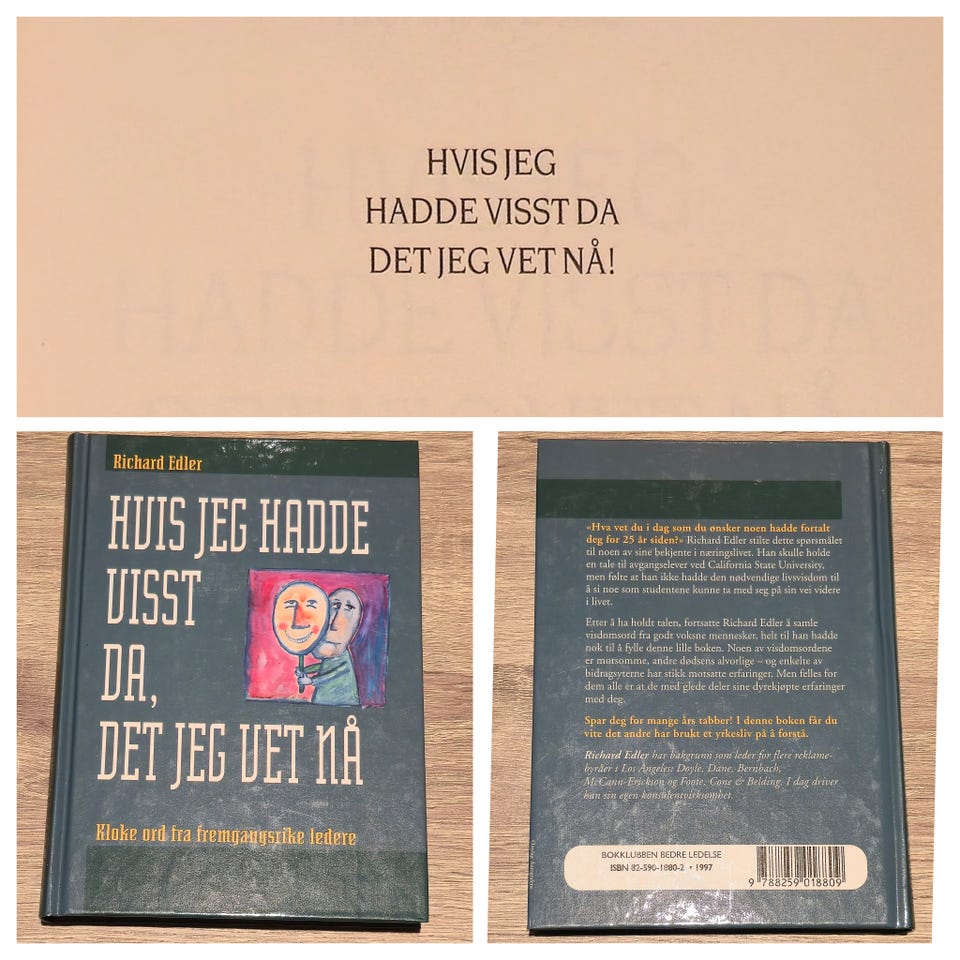 HVIS JEG
HADDE VISST DA
DET JEG VET NÅ!
Richard Edler
HVIS JEG HADDE
VISST
DA,
DET JEG VET NÅ
Kloke ord fra fremgangsrike ledere
«Hva vet du i dag som du ønsker noen hadde fortalt
deg for 25 år siden?» Richard Edler stilte dette spørsmålet
til noen av sine bekjente i næringslivet. Han skulle holde
en tale til avgangselever ved California State University,
men følte at han ikke hadde den nødvendige livsvisdom til
å si noe som studentene kunne ta med seg på sin vei videre
i livet.
Etter å ha holdt talen, fortsatte Richard Edler å samle
visdomsord fra godt voksne mennesker, helt til han hadde
nok til å fylle denne lille boken. Noen av visdomsordene
er morsomme, andre dødsens alvorlige – og enkelte av
bidragsyterne har stikk motsatte erfaringer. Men felles for
dem alle er at de med glede deler sine dyrekjøpte erfaringer
med deg.
Spar deg for mange års tabber! I denne boken får du
vite det andre har brukt et yrkesliv på å forstå.
Richard Edler har bakgrunn som leder for flere reklame-
byråer i Los Angeles: Doyle, Dane, Bernbach,
McCann-Erickson og Foote, Cone & Belding. I dag driver
han sin egen konsulentvirksomhet.
BOKKLUBBEN BEDRE LEDELSE
ISBN 82-590-1880-2 • 1997
9 788259 018809